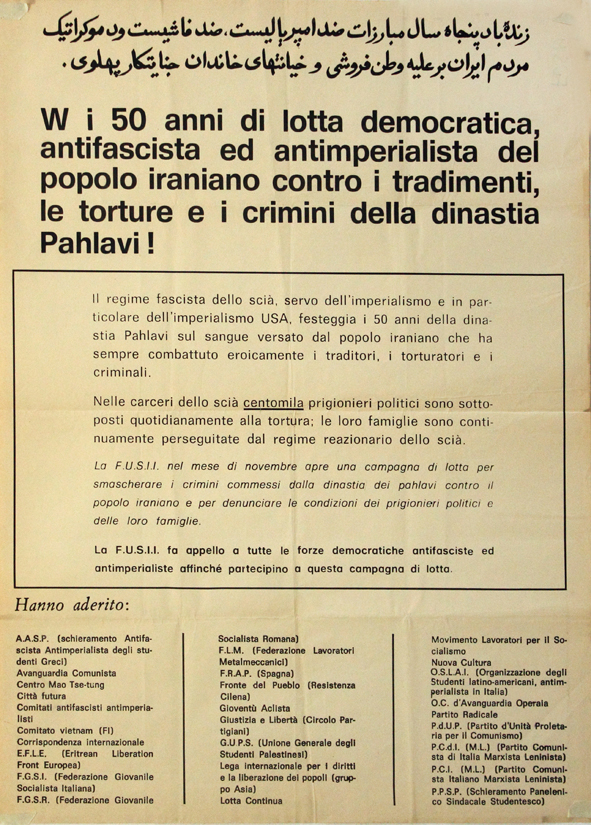 زنده‌باد پنجاه سال مبارزات ضد امپریالیست، ضد فاشیست و دموکراتیک
مردم ایران بر علیه وطن‌فروشی و خیانتهای خاندان جنایتکار پهلوی.
W i 50 anni di lotta democratica,
antifascista ed antimperialista del
popolo iraniano contro i tradimenti,
le torture e i crimini della dinastia
Pahlavi !
Il regime fascista dello scià, servo dell'imperialismo e in par-
ticolare dell'imperialismo USA, festeggia i 50 anni della dina-
stia Pahlavi sul sangue versato dal popolo iraniano che ha
sempre combattuto eroicamente i traditori, i torturatori e i
criminali.
Nelle carceri dello scià centomila prigionieri politici sono sotto-
posti quotidianamente alla tortura; le loro famiglie sono conti-
nuamente perseguitate dal regime reazionario dello scià.
La F.U.S.I.I. nel mese di novembre apre una campagna di lotta per
smascherare i crimini commessi dalla dinastia dei pahlavi contro il
popolo iraniano e per denunciare le condizioni dei prigionieri politici e
delle loro famiglie.
La F.U.S.I.I. fa appello a tutte le forze democratiche antifasciste ed
antimperialiste affinché partecipino a questa campagna di lotta.
Hanno aderito:
A.A.S.P. (schieramento Antifa-
scista Antimperialista degli stu-
denti Greci)
Avanguardia Comunista
Centro Mao Tse-tung
Città futura
Comitati antifascisti antimperia-
listi
Comitato vietnam (FI)
Corrispondenza internazionale
E.F.L.E. (Eritrean Liberation
Front Europea)
F.G.S.I. (Federazione Giovanile
Socialista Italiana)
F.G.S.R. (Federazione Giovanile
Socialista Romana)
F.L.M. (Federazione Lavoratori
Metalmeccanici)
F.R.A.P. (Spagna)
Fronte del Pueblo (Resistenza
Cilena)
Gioventù Aclista
Giustizia e Libertà (Circolo Par-
tigiani)
G.U.P.S. (Unione Generale degli
Studenti Palestinesi)
Lega internazionale per i diritti
e la liberazione dei popoli (grup-
po Asia)
Lotta Continua
Movimento Lavoratori per il So-
cialismo
Nuova Cultura
O.S.L.A.I. (Organizzazione degli
Studenti latino-americani, antim-
perialista in Italia)
O.C. d'Avanguardia Operaia
Partito Radicale
P.d.U.P. (Partito d'Unità Proleta-
ria per il Comunismo)
P.C.d.I. (M.L.) (Partito Comuni-
sta di Italia Marxista Leninista)
P.C.I. (M.L.) (Partito Comuni-
sta Italiano Marxista Leninista)
P.P.SP. (Schieramento Paneleni-
co Sindacale Studentesco)